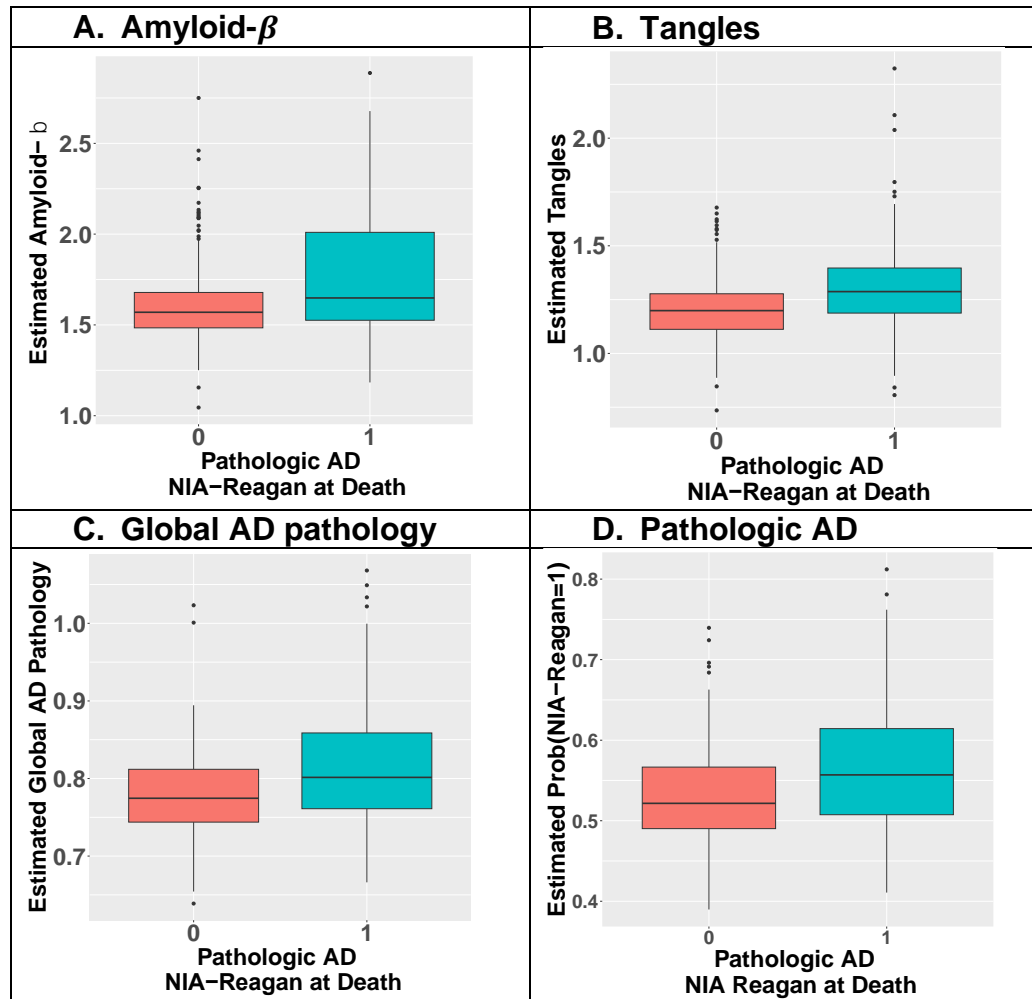 A. Amyloid-β
B. Tangles
Estimated Amyloid− b
2.5
2.0
1.5
1.0
0
1
Pathologic AD
NIA−Reagan at Death
Estimated Tangles
2.0
1.5
1.0
0
1
Pathologic AD
NIA−Reagan at Death
C. Global AD pathology
D. Pathologic AD
Estimated Global AD Pathology
1.0
0.9
0.8
0.7
0
1
Pathologic AD
NIA−Reagan at Death
Estimated Prob(NIA−Reagan=1)
0.8
0.7
0.6
0.5
0.4
0
1
Pathologic AD
NIA Reagan at Death